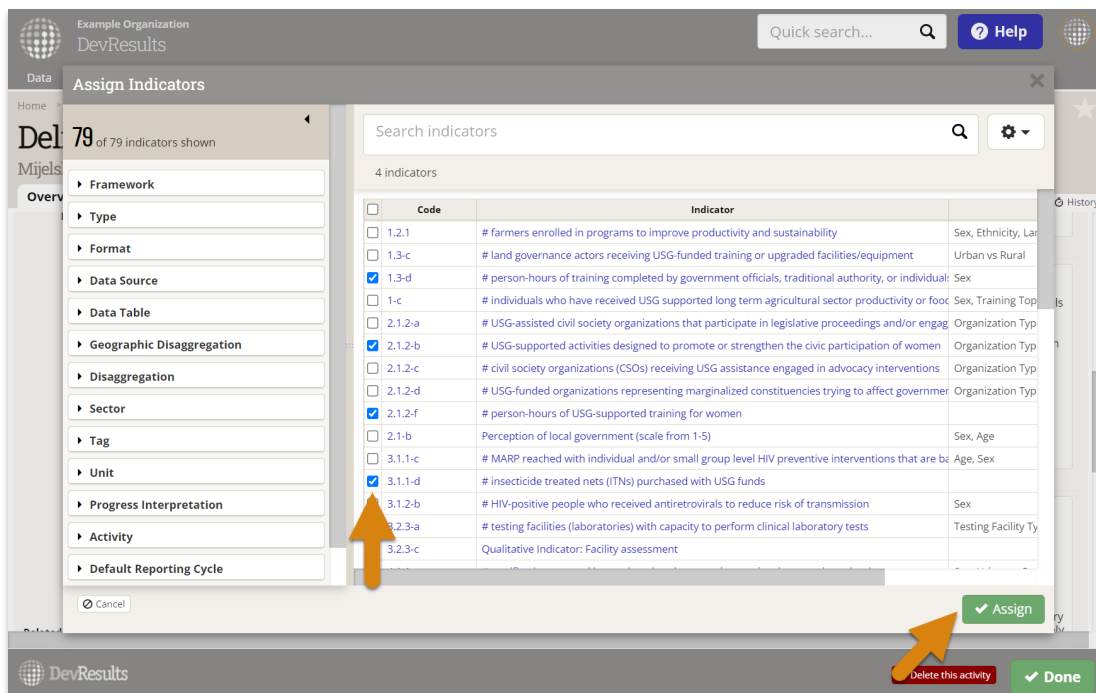 Example Organization
DevResults
Quick search...
Help
Data
Assign Indicators
Home
Del
Mijels
Overv
History
79 of 79 indicators shown
Framework
Type
Format
Data Source
Data Table
Geographic Disaggregation
Disaggregation
Sector
Tag
Unit
Progress Interpretation
Activity
Default Reporting Cycle
Search indicators
4 indicators
Code Indicator
1.2.1 # farmers enrolled in programs to improve productivity and sustainability Sex, Ethnicity, Lan
1.3-c # land governance actors receiving USG-funded training or upgraded facilities/equipment Urban vs Rural
1.3-d # person-hours of training completed by government officials, traditional authority, or individuals Sex
1-c # individuals who have received USG supported long term agricultural sector productivity or food Sex, Training Top
2.1.2-a # USG-assisted civil society organizations that participate in legislative proceedings and/or engag Organization Typ
2.1.2-b # USG-supported activities designed to promote or strengthen the civic participation of women Organization Typ
2.1.2-c # civil society organizations (CSOs) receiving USG assistance engaged in advocacy interventions Organization Typ
2.1.2-d # USG-funded organizations representing marginalized constituencies trying to affect governmen Organization Typ
2.1.2-f # person-hours of USG-supported training for women
2.1-b Perception of local government (scale from 1-5) Sex, Age
3.1.1-c # MARP reached with individual and/or small group level HIV preventive interventions that are ba Age, Sex
3.1.1-d # insecticide treated nets (ITNs) purchased with USG funds
3.1.2-b # HIV-positive people who received antiretrovirals to reduce risk of transmission Sex
3.2.3-a # testing facilities (laboratories) with capacity to perform clinical laboratory tests Testing Facility Ty
3.2.3-c Qualitative Indicator: Facility assessment
Cancel
Assign
DevResults
Delete this activity
Done